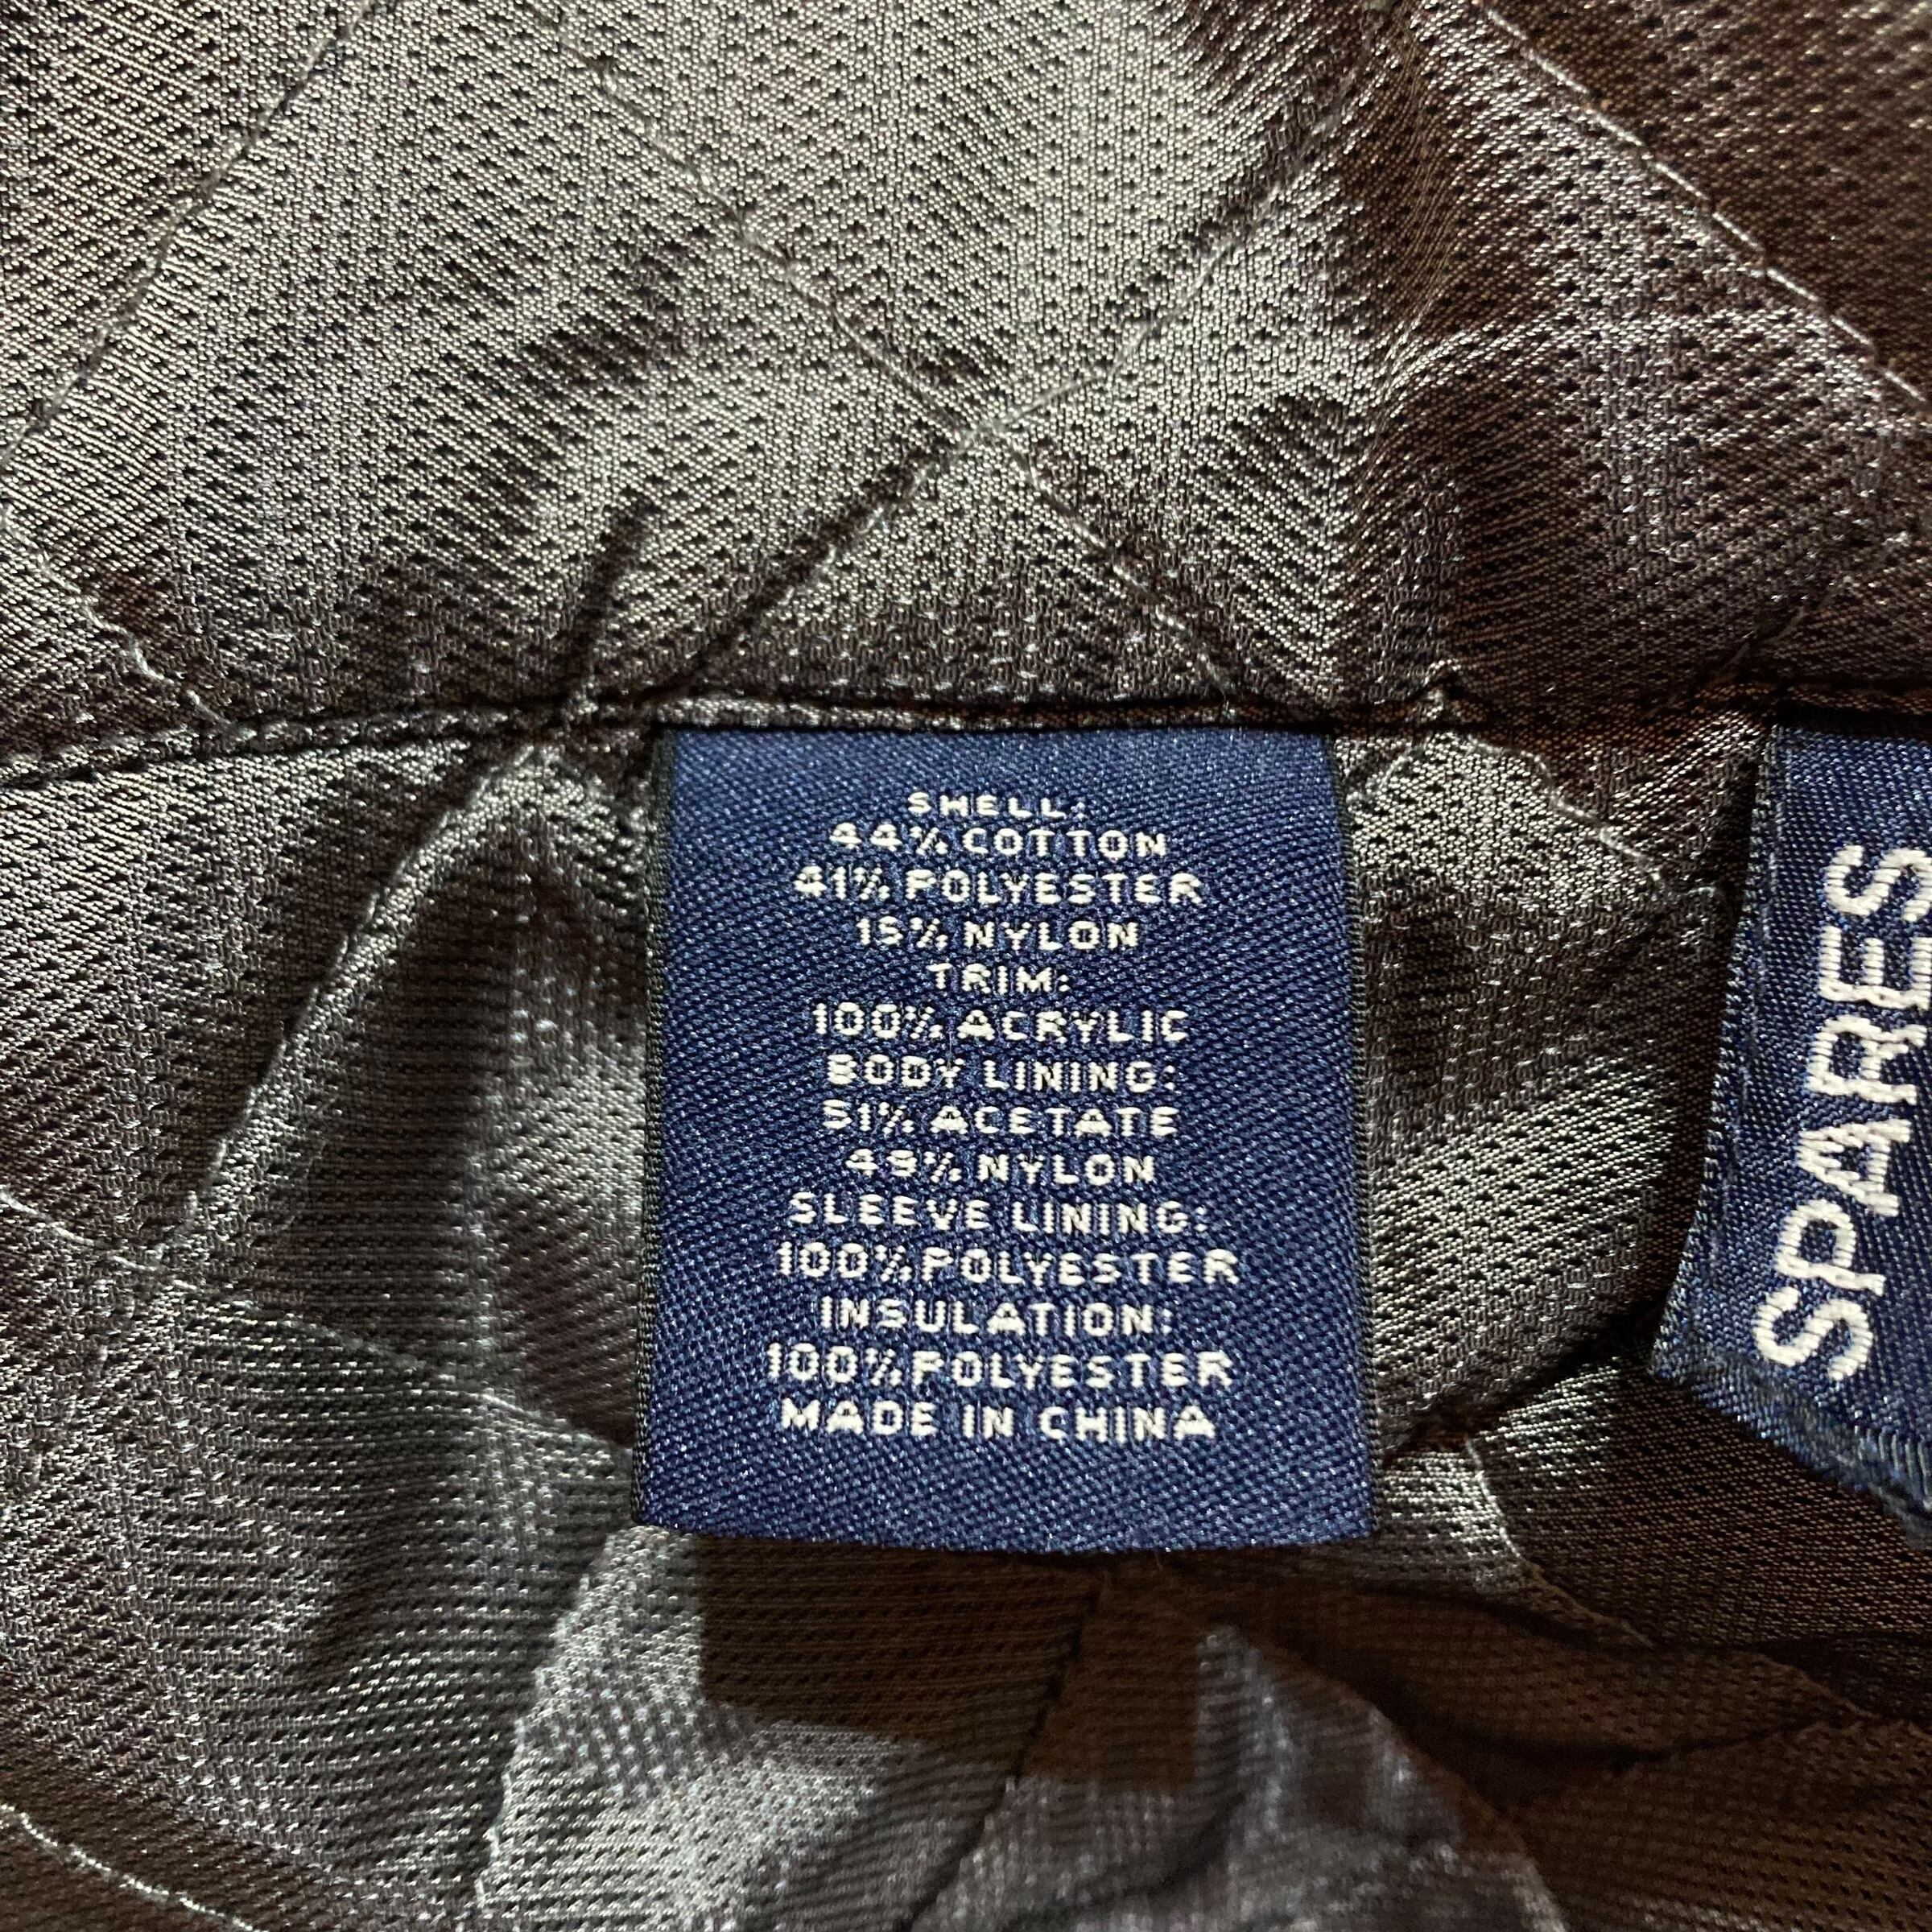 SHELL:
44% COTTON
41% POLYESTER
15% NYLON
TRIM:
100% ACRYLIC
BODY LINING:
51% ACETATE
49% NYLON
SLEEVE LINING:
100% POLYESTER
INSULATION:
100% POLYESTER
MADE IN CHINA
SPARES